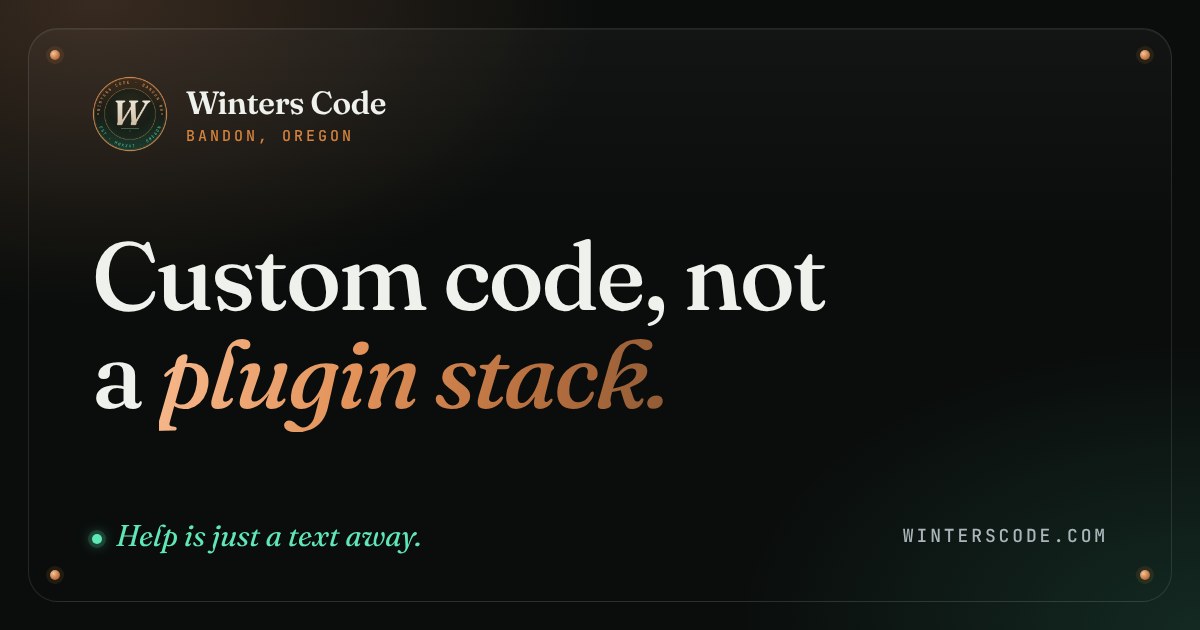 W
Winters Code
BANDON, OREGON
Custom code, not
a plugin stack.
Help is just a text away.
WINTERSCODE.COM